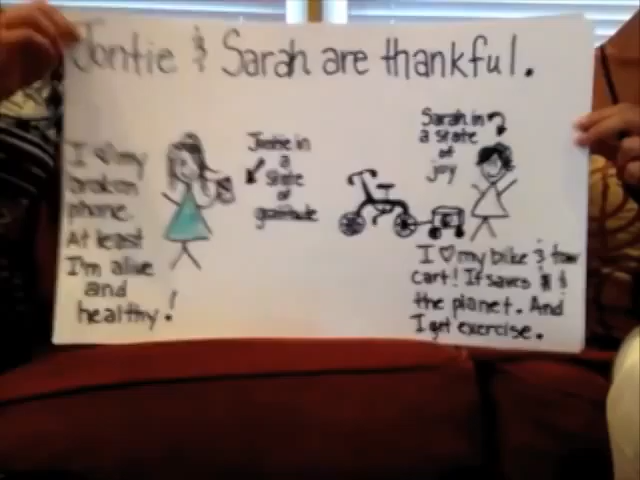 Jontie & Sarah are thankful.
I ♡ my
broken
phone.
At least
I'm alive
and
healthy!
Jontie in
a
state
of
gratitude
Sarah in
a state
of
joy
I ♡ my bike & tow
cart! It saves $ &
the planet. And
I get exercise.